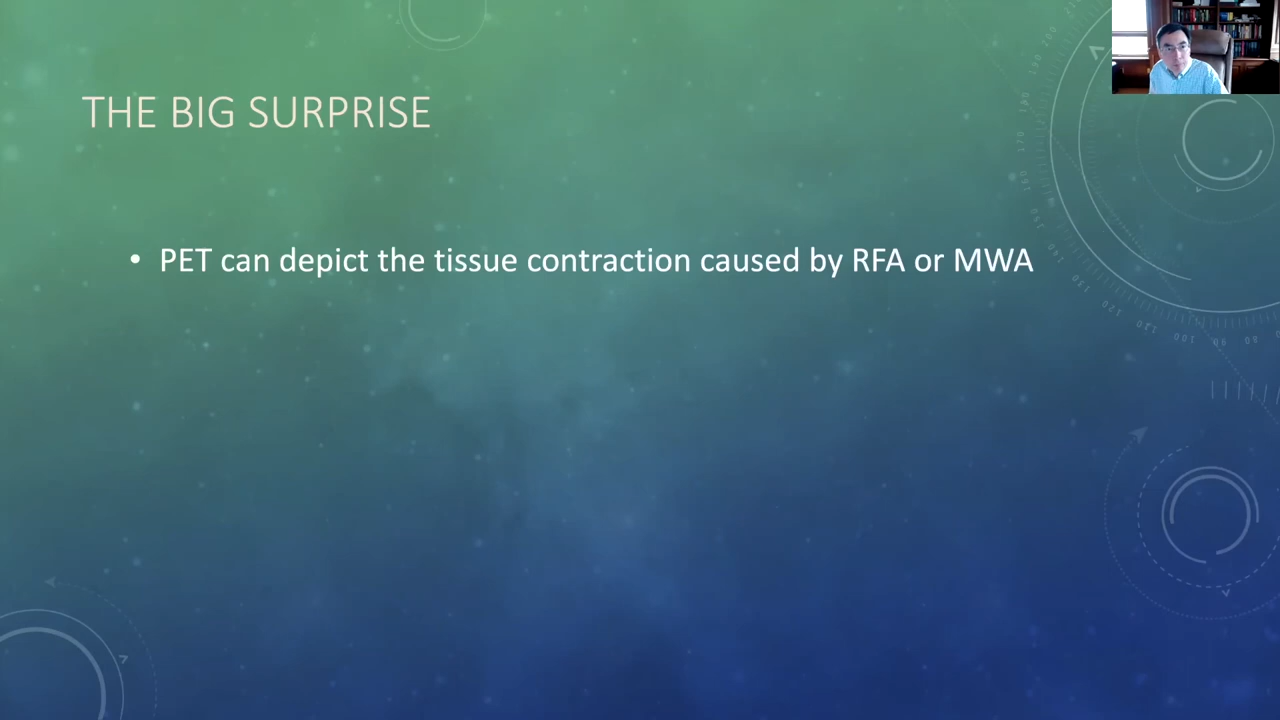 THE BIG SURPRISE
• PET can depict the tissue contraction caused by RFA or MWA